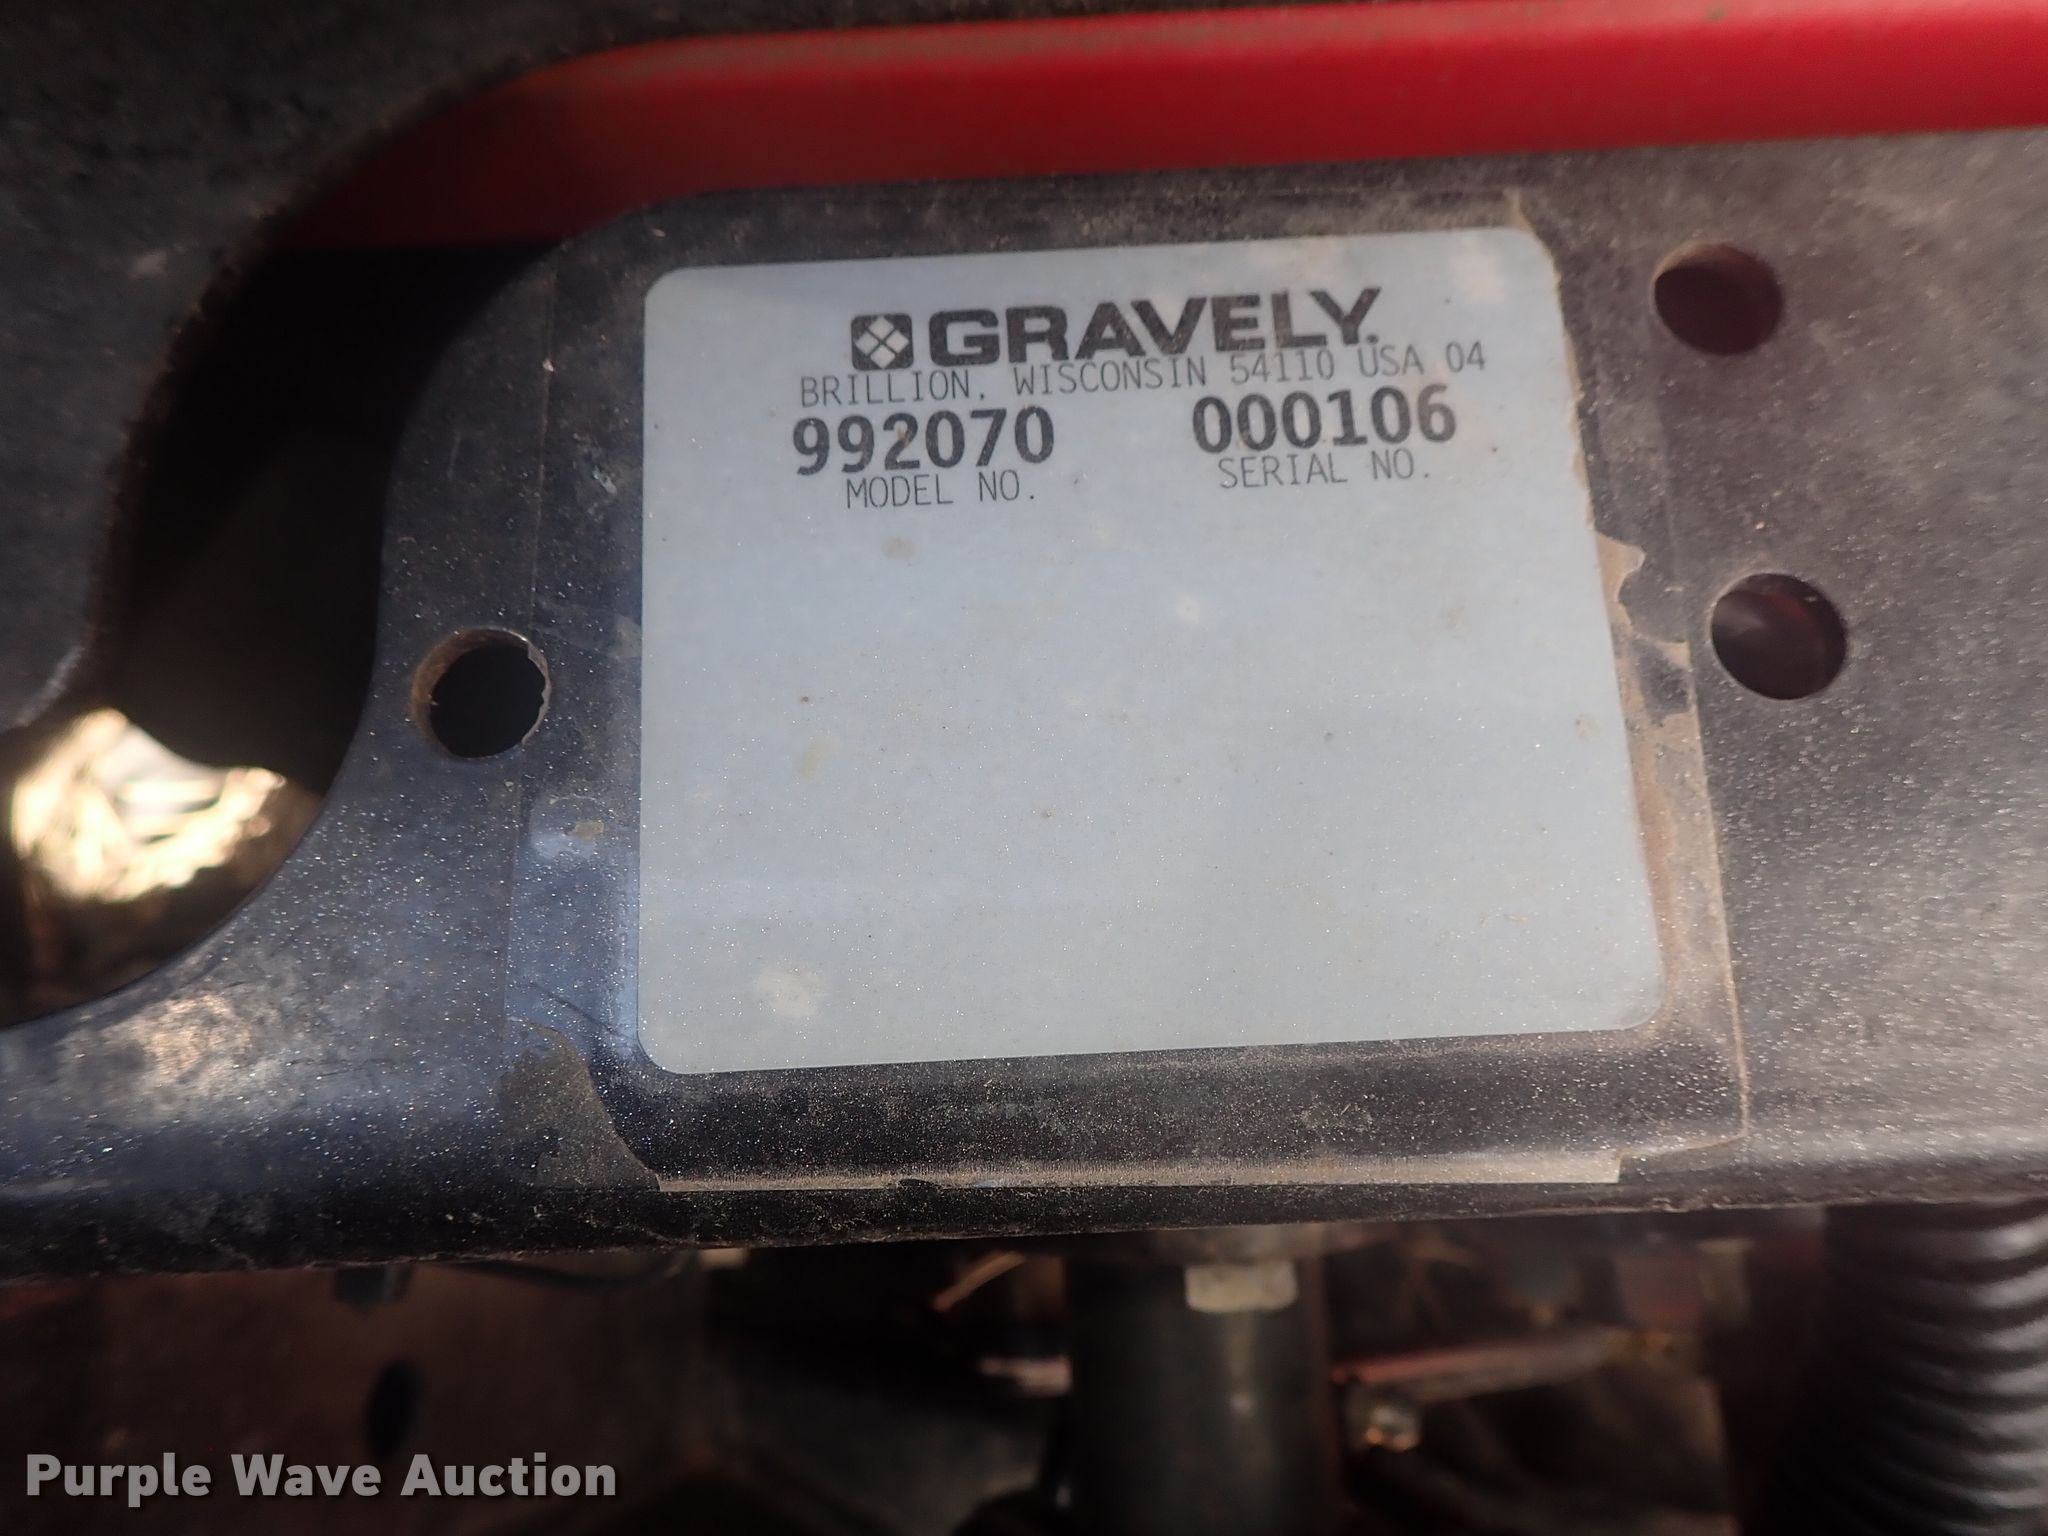 GRAVELY.
BRILLION, WISCONSIN 54110 USA 04
992070 000106
MODEL NO. SERIAL NO.
Purple Wave Auction